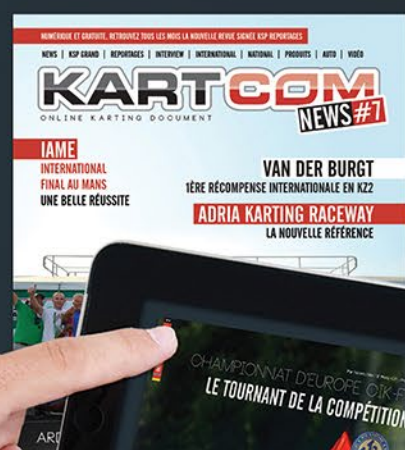 NUMÉRIQUE ET GRATUITE, RETROUVEZ TOUS LES MOIS LA NOUVELLE REVUE SIGNÉE KSP REPORTAGES
NEWS | KSP GRAND | REPORTAGES | INTERVIEW | INTERNATIONAL | NATIONAL | PRODUITS | AUTO | VIDÉO
KARTCOM
ONLINE KARTING DOCUMENT
NEWS#7
IAME
INTERNATIONAL
FINAL AU MANS
UNE BELLE RÉUSSITE
VAN DER BURGT
1ÈRE RÉCOMPENSE INTERNATIONALE EN KZ2
ADRIA KARTING RACEWAY
LA NOUVELLE RÉFÉRENCE
CHAMPIONNAT D'EUROPE CIK-F
LE TOURNANT DE LA COMPÉTITION
ARD